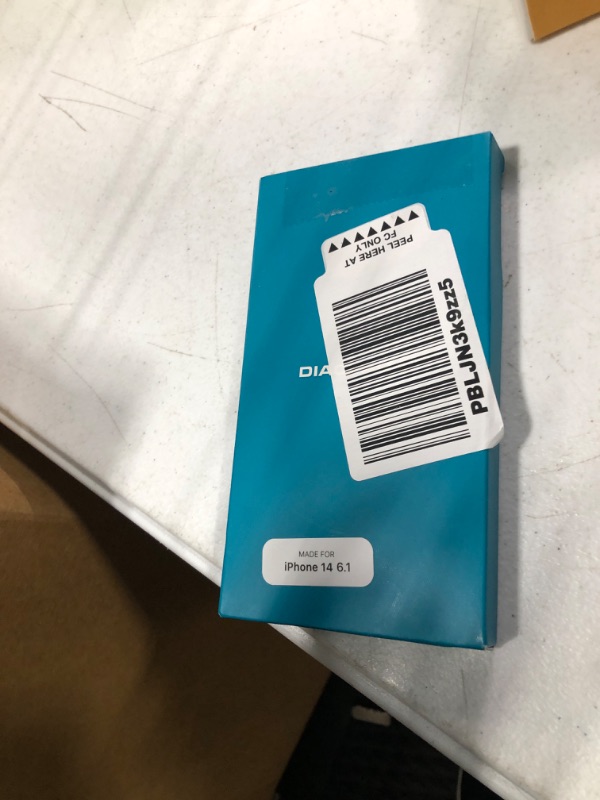 PEEL HERE AT
FC ONLY
PBLJN3K9zz5
DIA
MADE FOR
iPhone 14 6.1